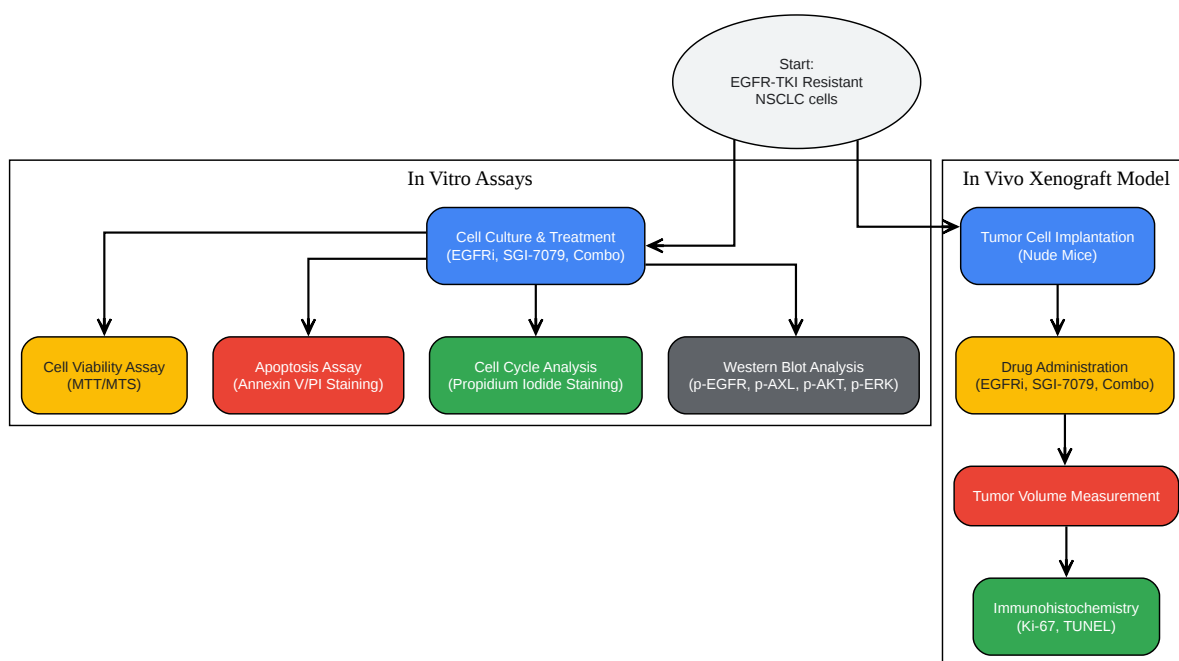 Start:
EGFR-TKI Resistant
NSCLC cells
In Vitro Assays
Cell Culture & Treatment
(EGFRi, SGI-7079, Combo)
Cell Viability Assay
(MTT/MTS)
Apoptosis Assay
(Annexin V/PI Staining)
Cell Cycle Analysis
(Propidium Iodide Staining)
Western Blot Analysis
(p-EGFR, p-AXL, p-AKT, p-ERK)
In Vivo Xenograft Model
Tumor Cell Implantation
(Nude Mice)
Drug Administration
(EGFRi, SGI-7079, Combo)
Tumor Volume Measurement
Immunohistochemistry
(Ki-67, TUNEL)